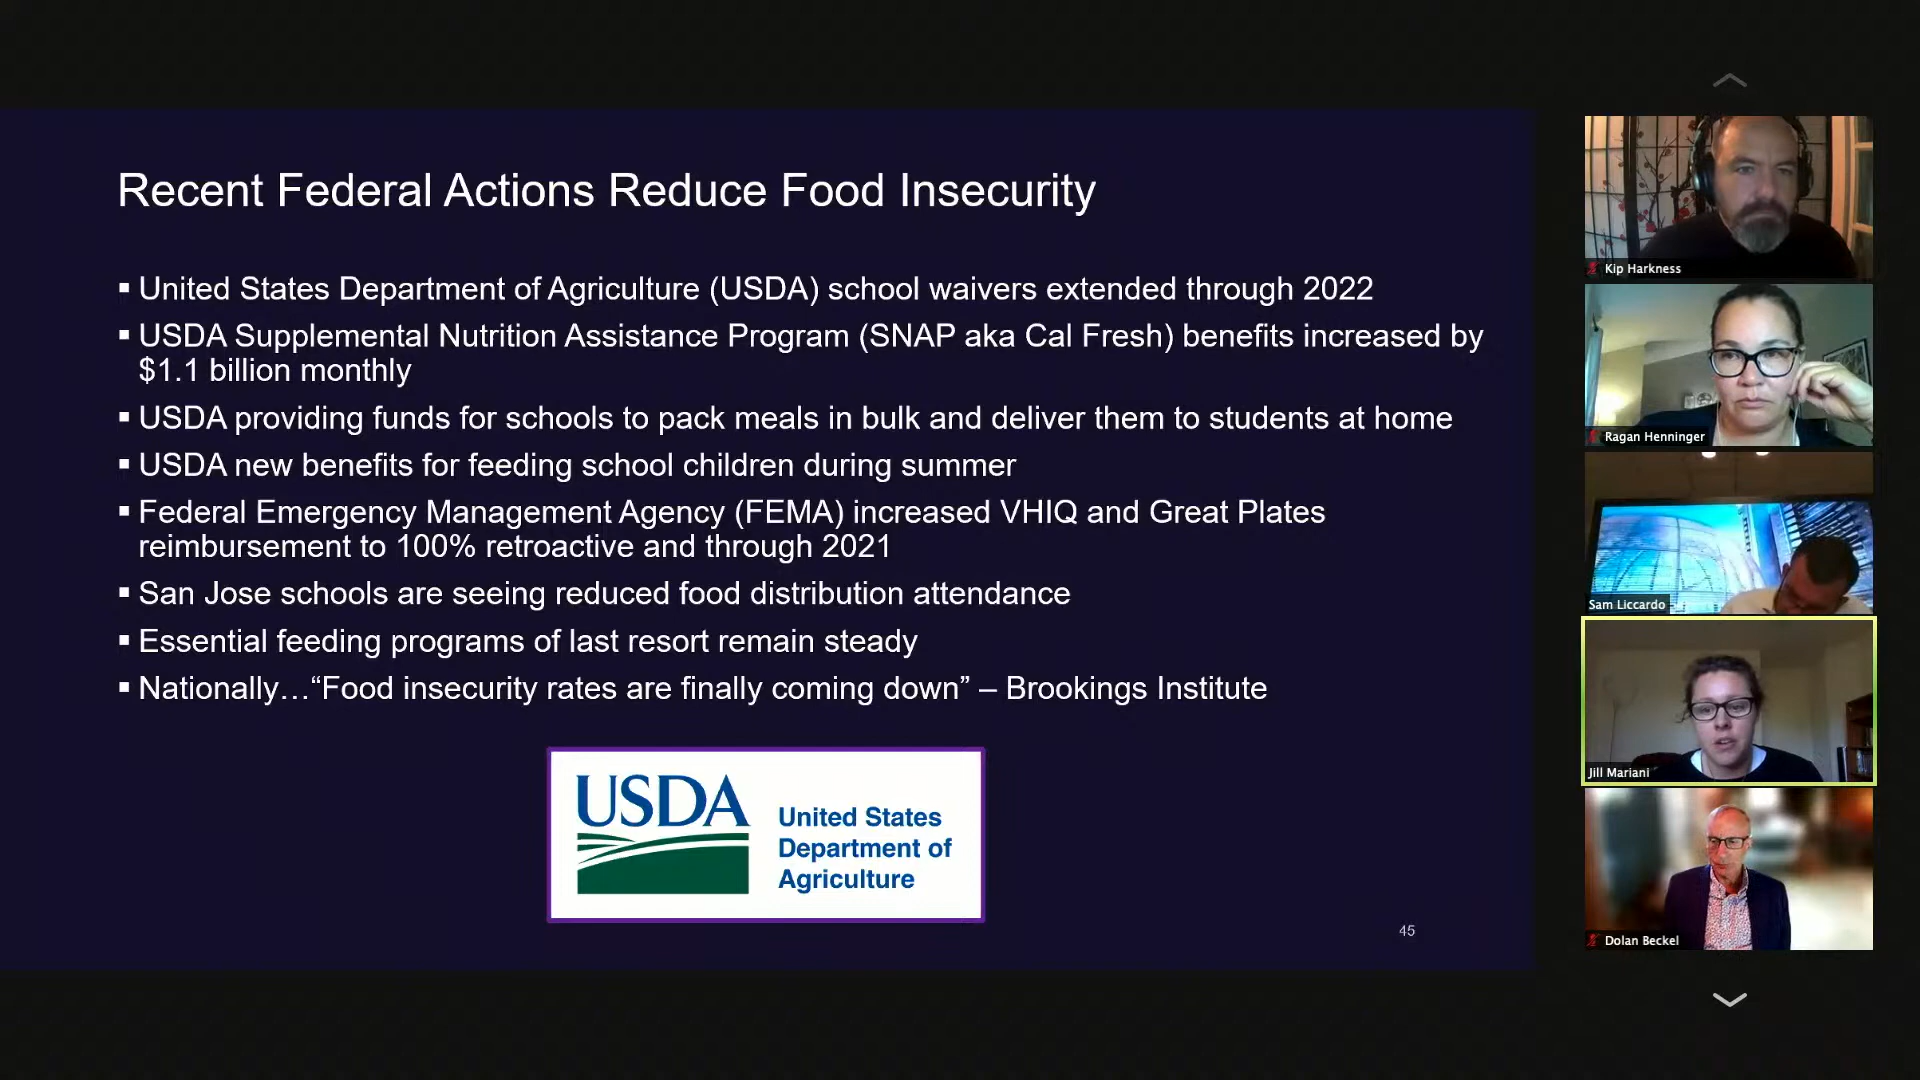 Recent Federal Actions Reduce Food Insecurity
▪ United States Department of Agriculture (USDA) school waivers extended through 2022
▪ USDA Supplemental Nutrition Assistance Program (SNAP aka Cal Fresh) benefits increased by
$1.1 billion monthly
▪ USDA providing funds for schools to pack meals in bulk and deliver them to students at home
▪ USDA new benefits for feeding school children during summer
▪ Federal Emergency Management Agency (FEMA) increased VHIQ and Great Plates
reimbursement to 100% retroactive and through 2021
▪ San Jose schools are seeing reduced food distribution attendance
▪ Essential feeding programs of last resort remain steady
▪ Nationally…“Food insecurity rates are finally coming down” – Brookings Institute
USDA
United States
Department of
Agriculture
45
Kip Harkness
Ragan Henninger
Sam Liccardo
Jill Mariani
Dolan Beckel